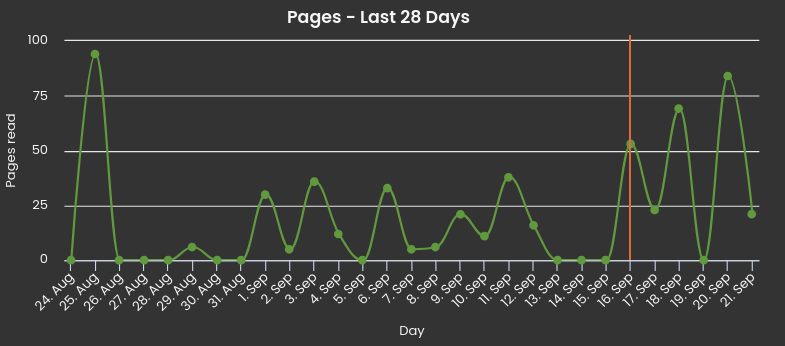 Pages - Last 28 Days
100
75
50
25
0
Pages read
24. Aug
25. Aug
26. Aug
27. Aug
28. Aug
29. Aug
30. Aug
31. Aug
1. Sep
2. Sep
3. Sep
4. Sep
5. Sep
6. Sep
7. Sep
8. Sep
9. Sep
10. Sep
11. Sep
12. Sep
13. Sep
14. Sep
15. Sep
16. Sep
17. Sep
18. Sep
19. Sep
20. Sep
21. Sep
Day